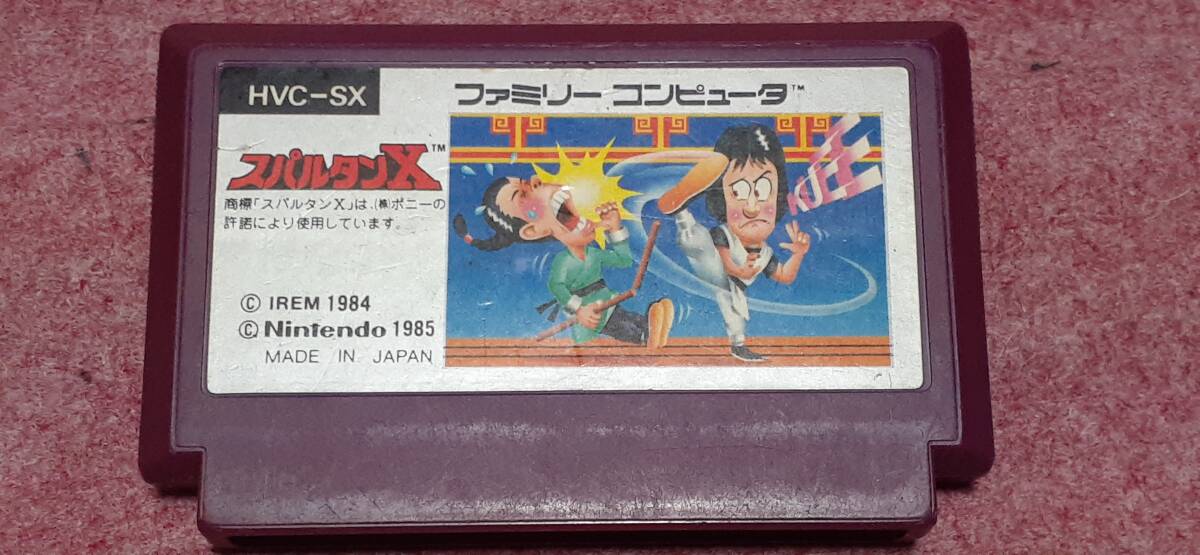 HVC-SX
ファミリーコンピュータ™
スパルタンX™
商標「スパルタンX」は、(株)ポニーの
許諾により使用しています。
© IREM 1984
© Nintendo 1985
MADE IN JAPAN